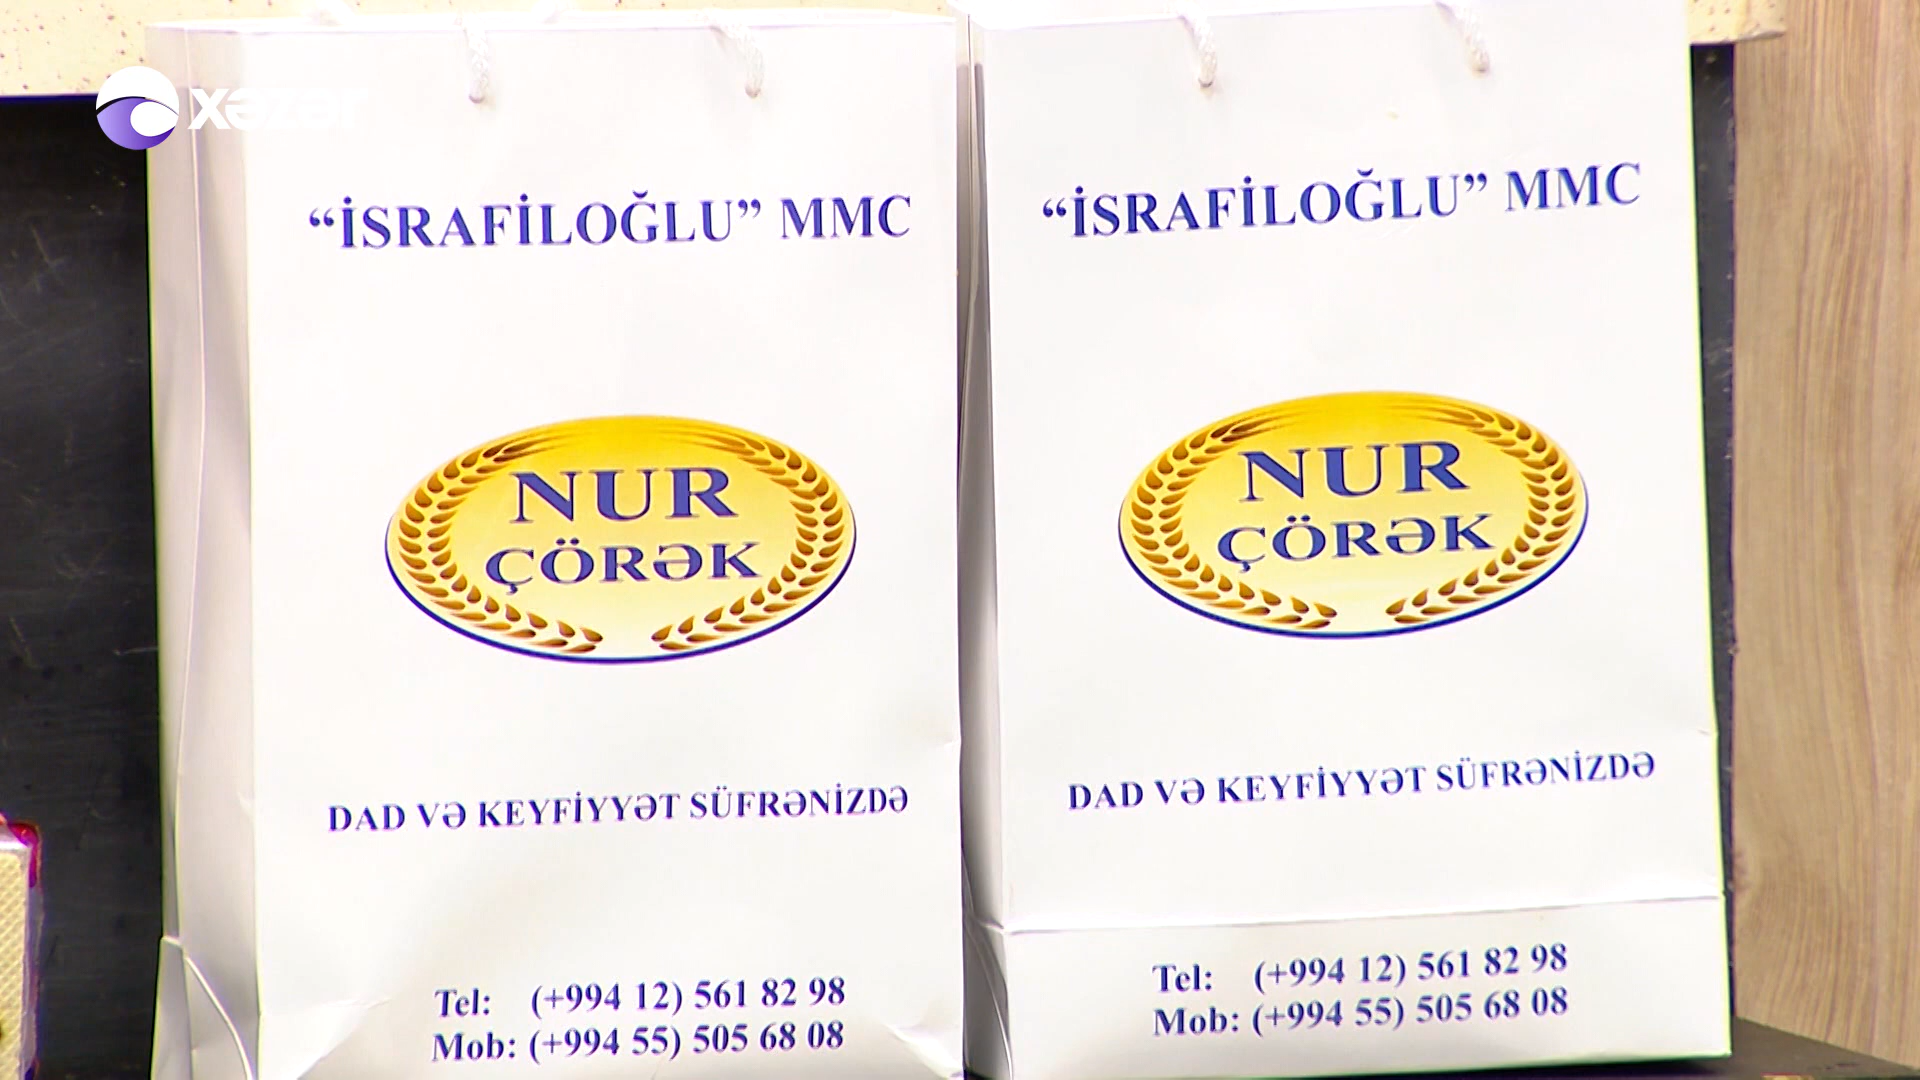 xəzər
“İSRAFİLOĞLU” MMC
NUR
ÇÖRƏK
DAD VƏ KEYFİYYƏT SÜFRƏNİZDƏ
Tel: (+994 12) 561 82 98
Mob: (+994 55) 505 68 08
“İSRAFİLOĞLU” MMC
NUR
ÇÖRƏK
DAD VƏ KEYFİYYƏT SÜFRƏNİZDƏ
Tel: (+994 12) 561 82 98
Mob: (+994 55) 505 68 08